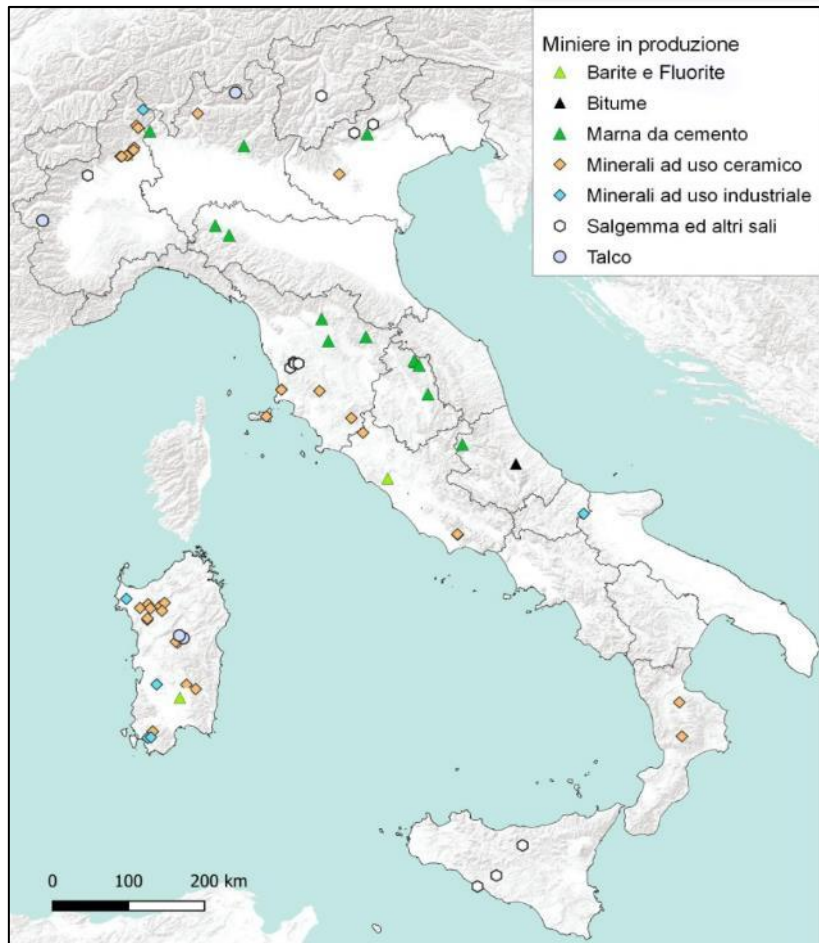 Miniere in produzione
Barite e Fluorite
Bitume
Marna da cemento
Minerali ad uso ceramico
Minerali ad uso industriale
Salgemma ed altri sali
Talco
0 100 200 km